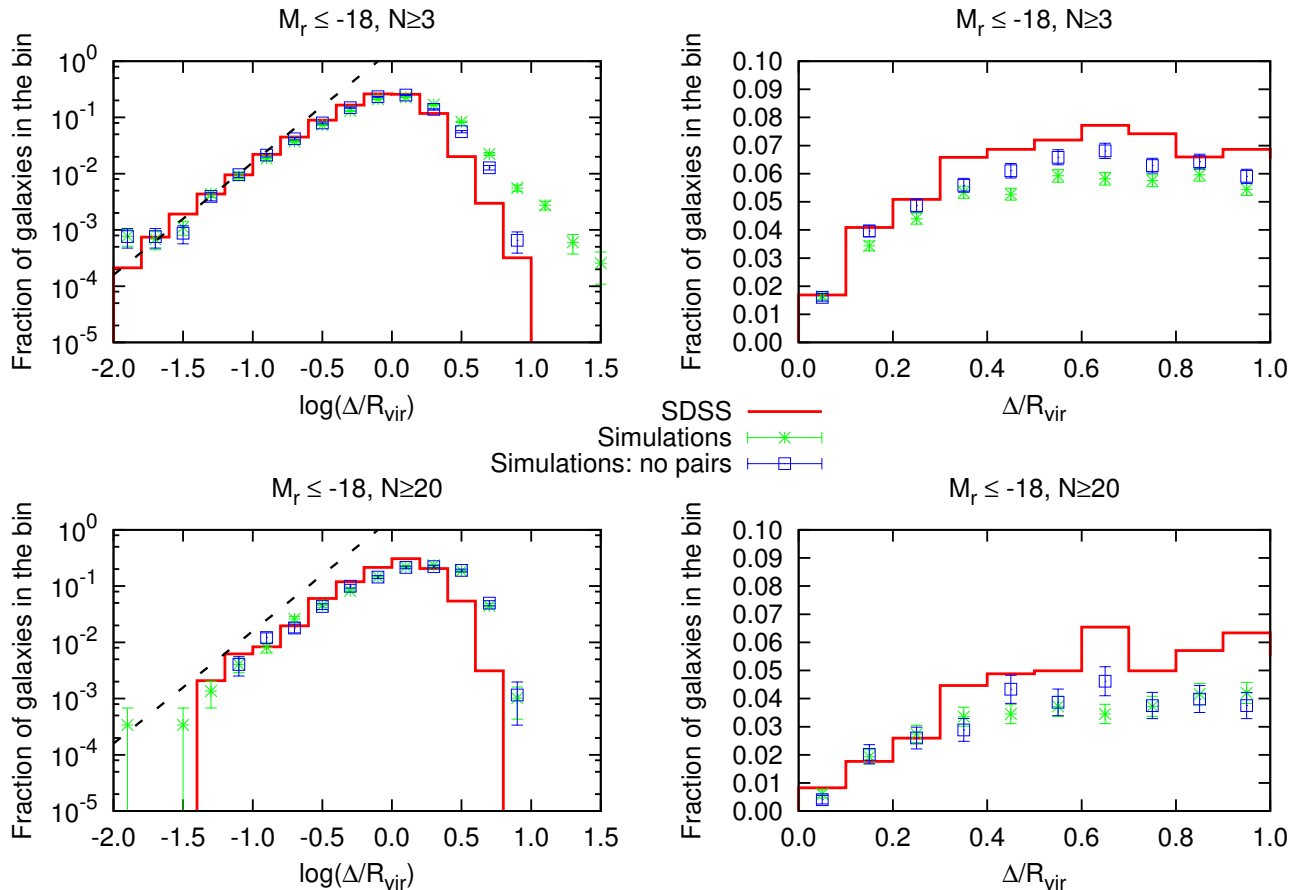 M_r ≤ -18, N≥3
Fraction of galaxies in the bin
10^0
10^-1
10^-2
10^-3
10^-4
10^-5
-2.0 -1.5 -1.0 -0.5 0.0 0.5 1.0 1.5
log(Δ/R_vir)
M_r ≤ -18, N≥3
Fraction of galaxies in the bin
0.10
0.09
0.08
0.07
0.06
0.05
0.04
0.03
0.02
0.01
0.00
0.0 0.2 0.4 0.6 0.8 1.0
Δ/R_vir
SDSS
Simulations
Simulations: no pairs
M_r ≤ -18, N≥20
Fraction of galaxies in the bin
10^0
10^-1
10^-2
10^-3
10^-4
10^-5
-2.0 -1.5 -1.0 -0.5 0.0 0.5 1.0 1.5
log(Δ/R_vir)
M_r ≤ -18, N≥20
Fraction of galaxies in the bin
0.10
0.09
0.08
0.07
0.06
0.05
0.04
0.03
0.02
0.01
0.00
0.0 0.2 0.4 0.6 0.8 1.0
Δ/R_vir